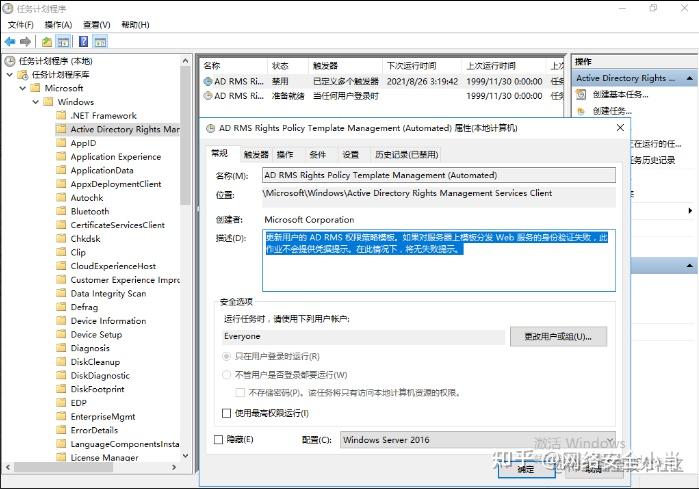 任务计划程序
文件(F) 操作(A) 查看(V) 帮助(H)
任务计划程序 (本地)
任务计划程序库
Microsoft
Windows
.NET Framework
Active Directory Rights Mar
AppID
Application Experience
ApplicationData
AppxDeploymentClient
Autochk
Bluetooth
CertificateServicesClient
Chkdsk
Clip
CloudExperienceHost
Customer Experience Impro
Data Integrity Scan
Defrag
Device Information
Device Setup
Diagnosis
DiskCleanup
DiskDiagnostic
DiskFootprint
EDP
EnterpriseMgmt
ErrorDetails
LanguageComponentsInsta
License Manager
名称 状态 触发器 下次运行时间 上次运行时间 上次
AD RMS Ri... 禁用 已定义多个触发器 2021/8/26 3:19:42 1999/11/30 0:00:00 任务
AD RMS Ri... 准备就绪 当任何用户登录时 1999/11/30 0:00:00 任务
操作
Active Directory Rights ...
创建基本任务...
创建任务...
正在运行的任...
任务历史记录
AD RMS Rights Policy Template Management (Automated) 属性(本地计算机)
常规 触发器 操作 条件 设置 历史记录(已禁用)
名称(M): AD RMS Rights Policy Template Management (Automated)
位置: \Microsoft\Windows\Active Directory Rights Management Services Client
创建者: Microsoft Corporation
描述(D): 更新用户的 AD RMS 权限策略模板。如果对服务器上模板分发 Web 服务的身份验证失败，此
作业不会提供凭据提示。在此情况下，将无失败提示。
安全选项
运行任务时，请使用下列用户帐户:
Everyone
更改用户或组(U)...
只在用户登录时运行(R)
不管用户是否登录都要运行(W)
不存储密码(P)。该任务将只有访问本地计算机资源的权限。
使用最高权限运行(I)
隐藏(E) 配置(C): Windows Server 2016
激活 Windows
确定 取消
知乎 @网络安全小肖